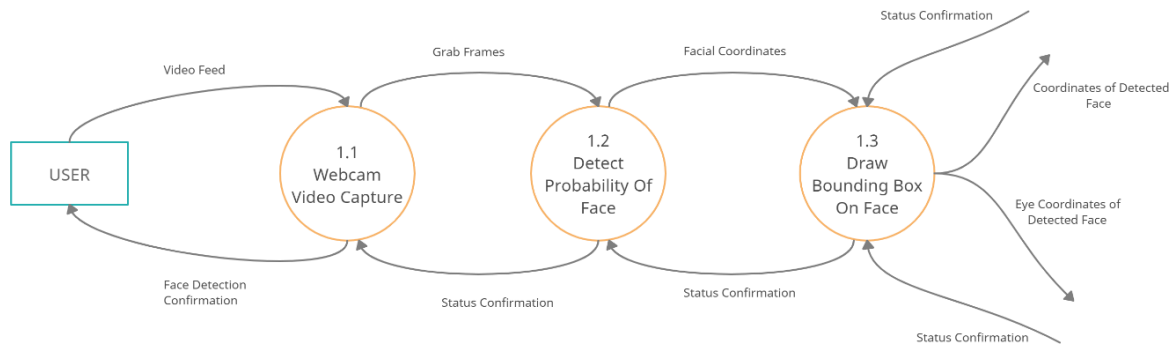 Status Confirmation
Grab Frames
Facial Coordinates
Video Feed
Coordinates of Detected
Face
USER
1.1
Webcam
Video Capture
1.2
Detect
Probability Of
Face
1.3
Draw
Bounding Box
On Face
Eye Coordinates of
Detected Face
Face Detection
Confirmation
Status Confirmation
Status Confirmation
Status Confirmation